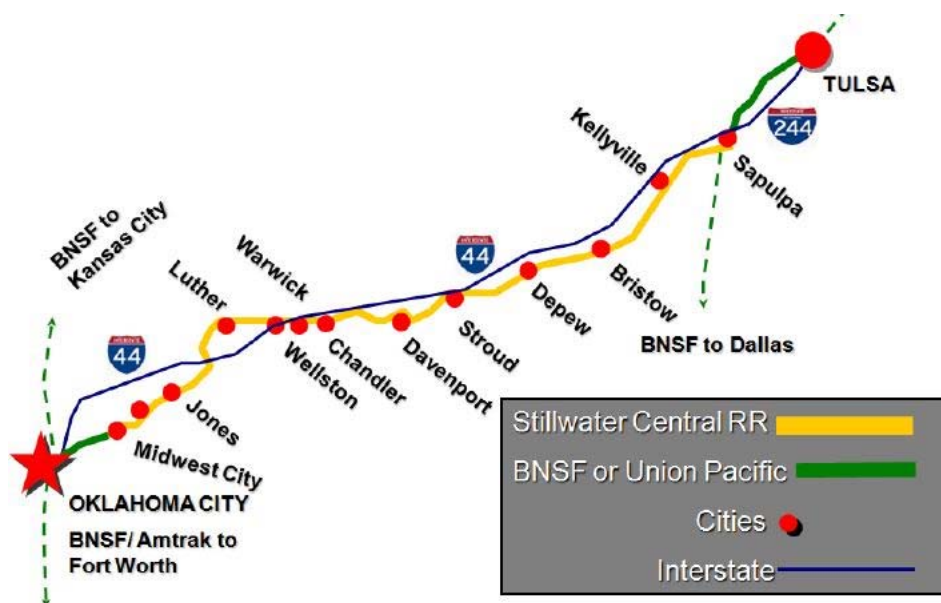 TULSA
244
Kellyville
Sapulpa
BNSF to
Kansas City
Warwick
Luther
44
Bristow
Depew
Stroud
BNSF to Dallas
44
Wellston
Chandler
Davenport
Jones
Midwest City
OKLAHOMA CITY
BNSF/ Amtrak to
Fort Worth
Stillwater Central RR
BNSF or Union Pacific
Cities
Interstate